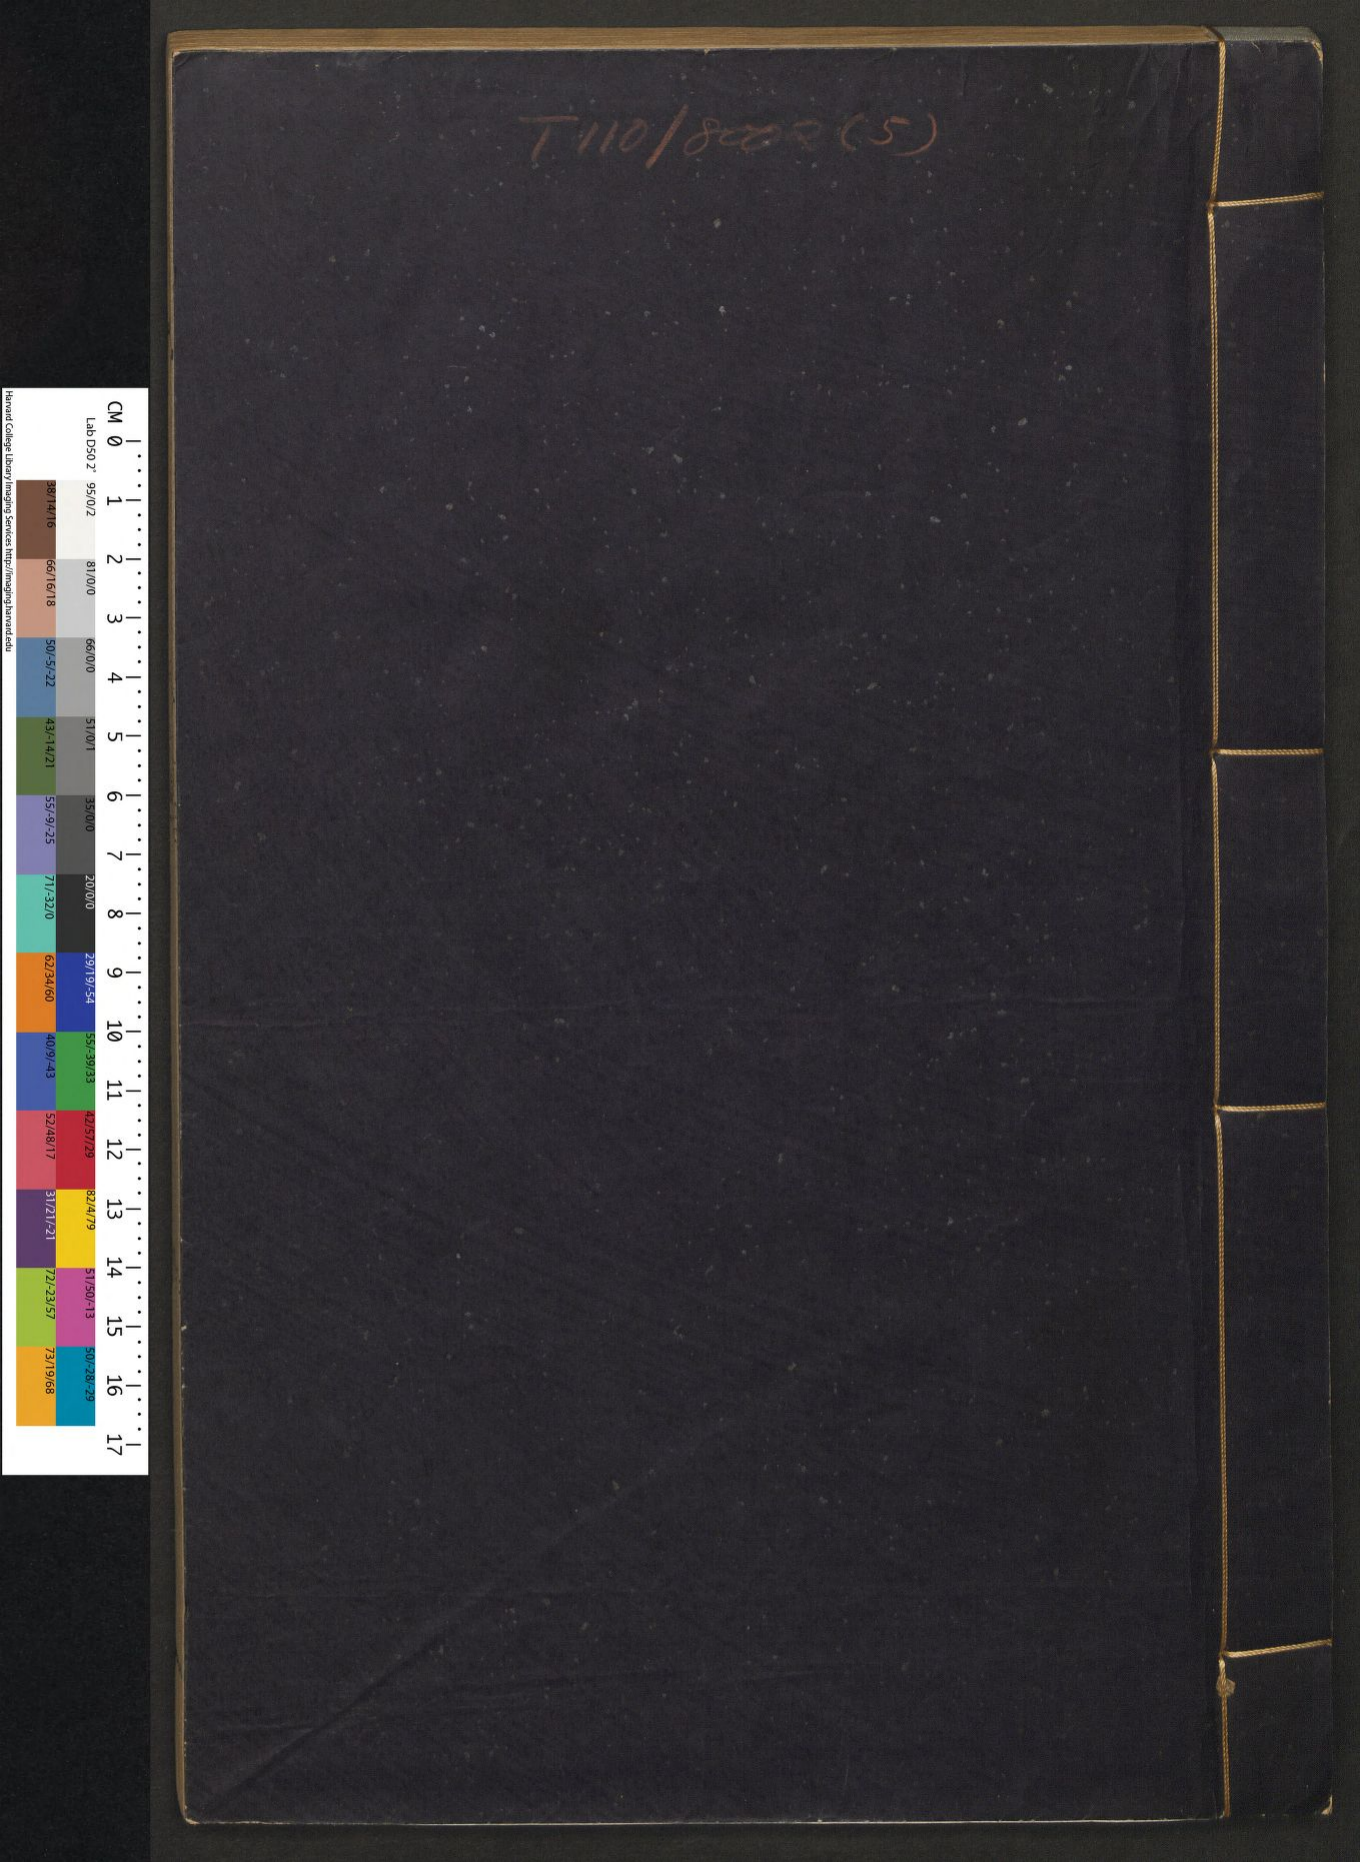 T 110/8002(5)
CM 0 1 2 3 4 5 6 7 8 9 10 11 12 13 14 15 16 17
Lab D50 2° 95/0/2 81/0/0 66/0/0 51/0/1 35/0/0 20/0/0 29/19/-54 55/-39/33 42/57/29 82/4/79 51/50/-13 50/-28/-29
38/14/16 66/16/18 50/-5/-22 43/-14/21 55/-9/-25 71/-32/0 62/34/60 40/9/-43 52/48/17 31/21/-21 72/-23/57 73/19/68
Harvard College Library Imaging Services http://imaging.harvard.edu